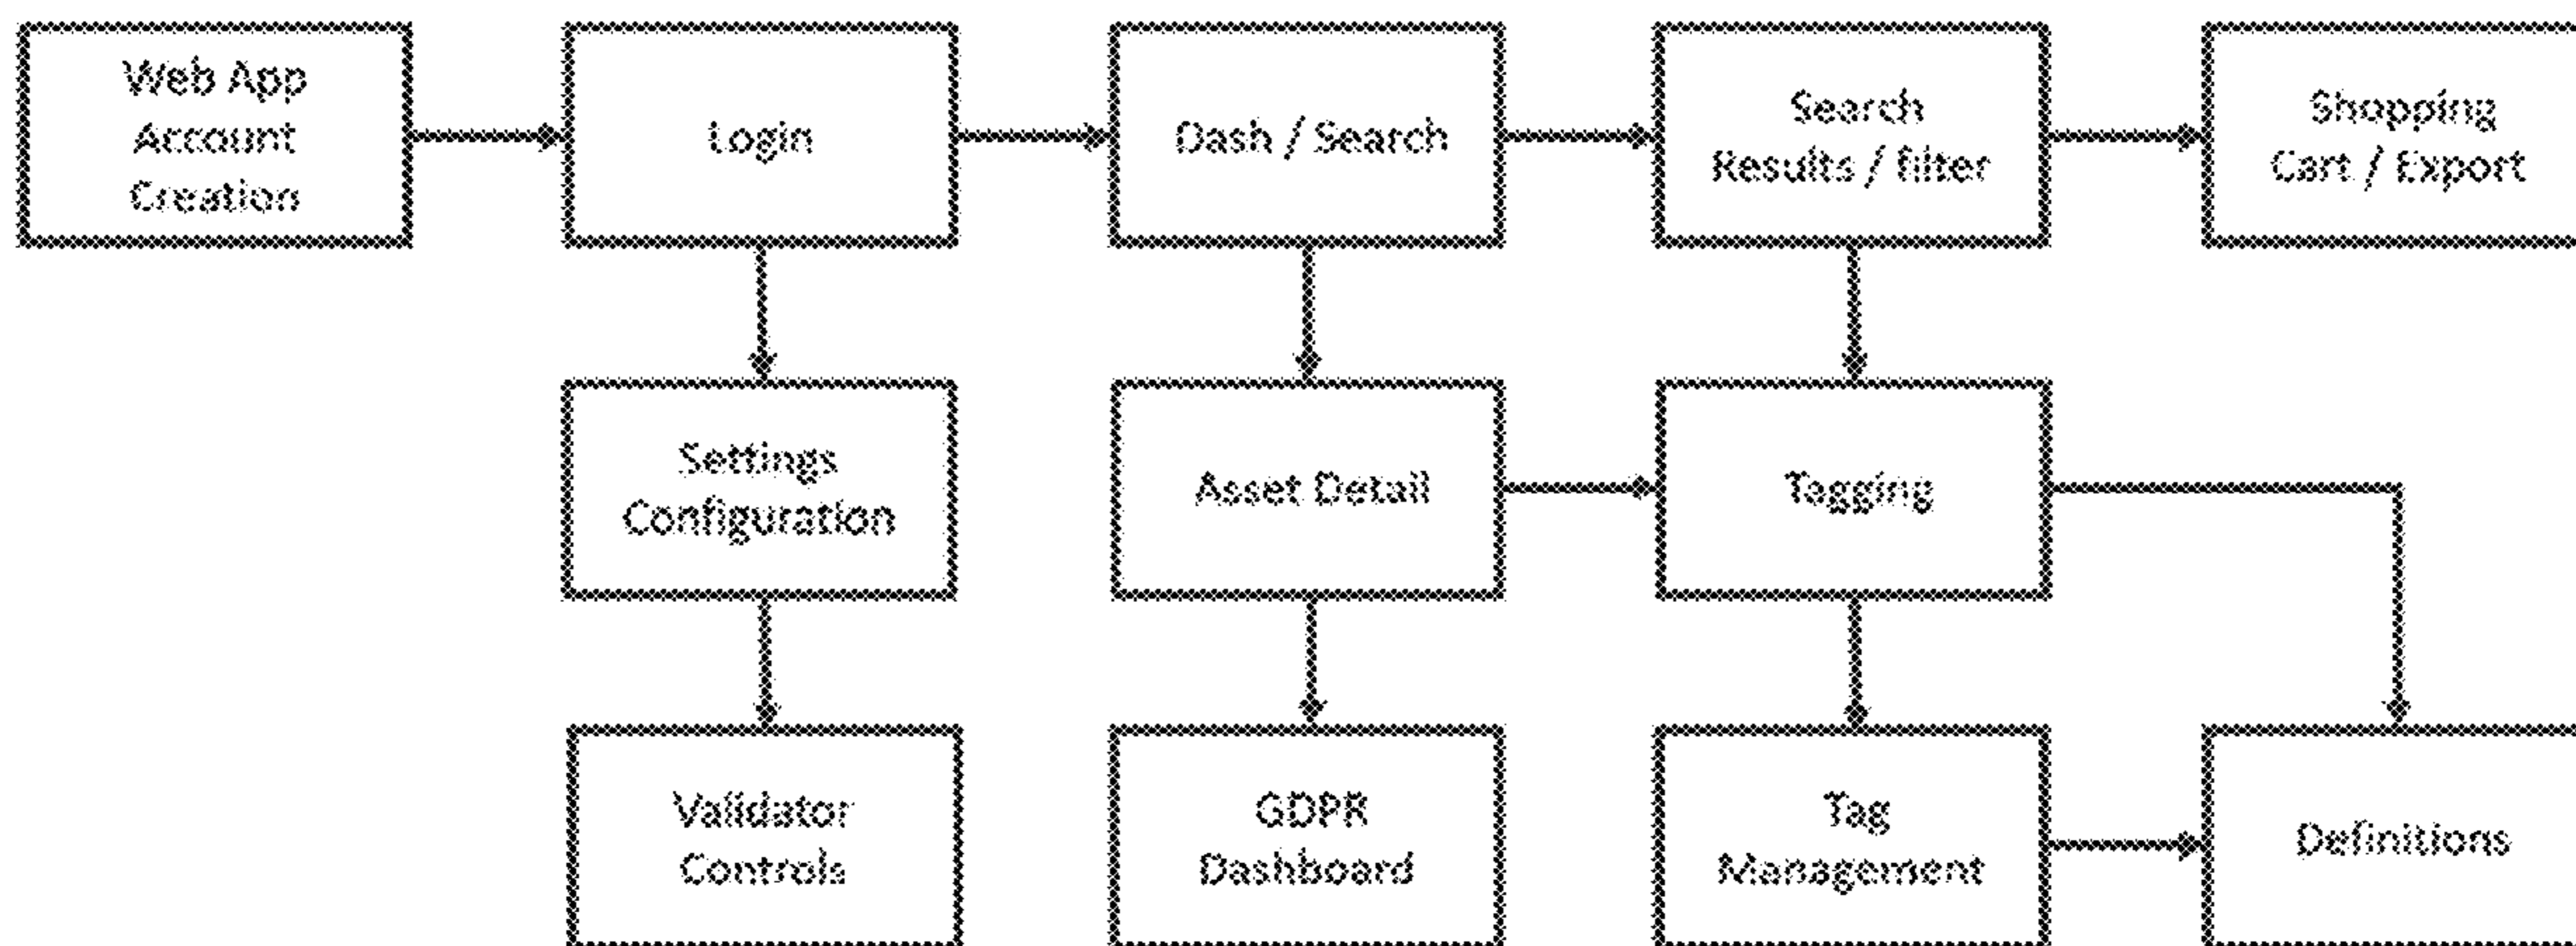 Web App
Account
Creation
Login
Dash / Search
Search
Results / filter
Shopping
Cart / Export
Settings
Configuration
Asset Detail
Tagging
Validator
Controls
GDPR
Dashboard
Tag
Management
Definitions